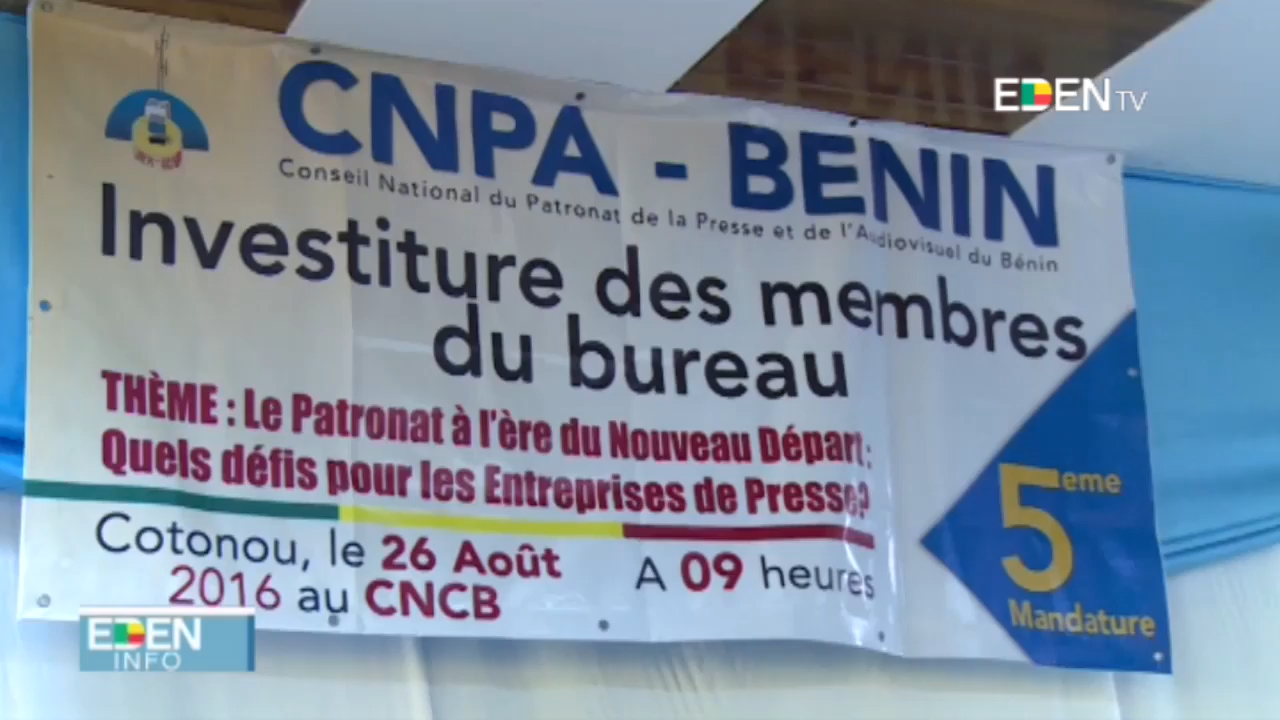 EDEN TV
CNPA - BENIN
Conseil National du Patronat de la Presse et de l'Audiovisuel du Bénin
Investiture des membres
du bureau
THÈME : Le Patronat à l'ère du Nouveau Départ:
Quels défis pour les Entreprises de Presse?
Cotonou, le 26 Août
2016 au CNCB
A 09 heures
5eme
Mandature
EDEN
INFO